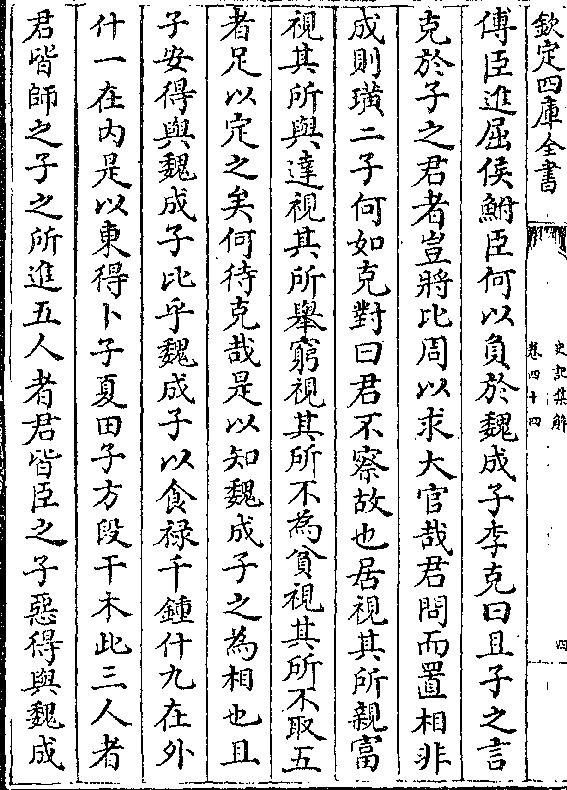 欽定四庫全書
史記集解
卷四十四
四
傅臣進屈侯鮒臣何以負於魏成子李克曰且子之言
克於子之君者豈將比周以求大官哉君問而置相非
成則璜二子何如克對曰君不察故也居視其所親富
視其所與達視其所舉窮視其所不為貧視其所不取五
者足以定之矣何待克哉是以知魏成子之為相也且
子安得與魏成子比乎魏成子以食祿千鍾什九在外
什一在内是以東得卜子夏田子方段干木此三人者
君皆師之子之所進五人者君皆臣之子惡得與魏成